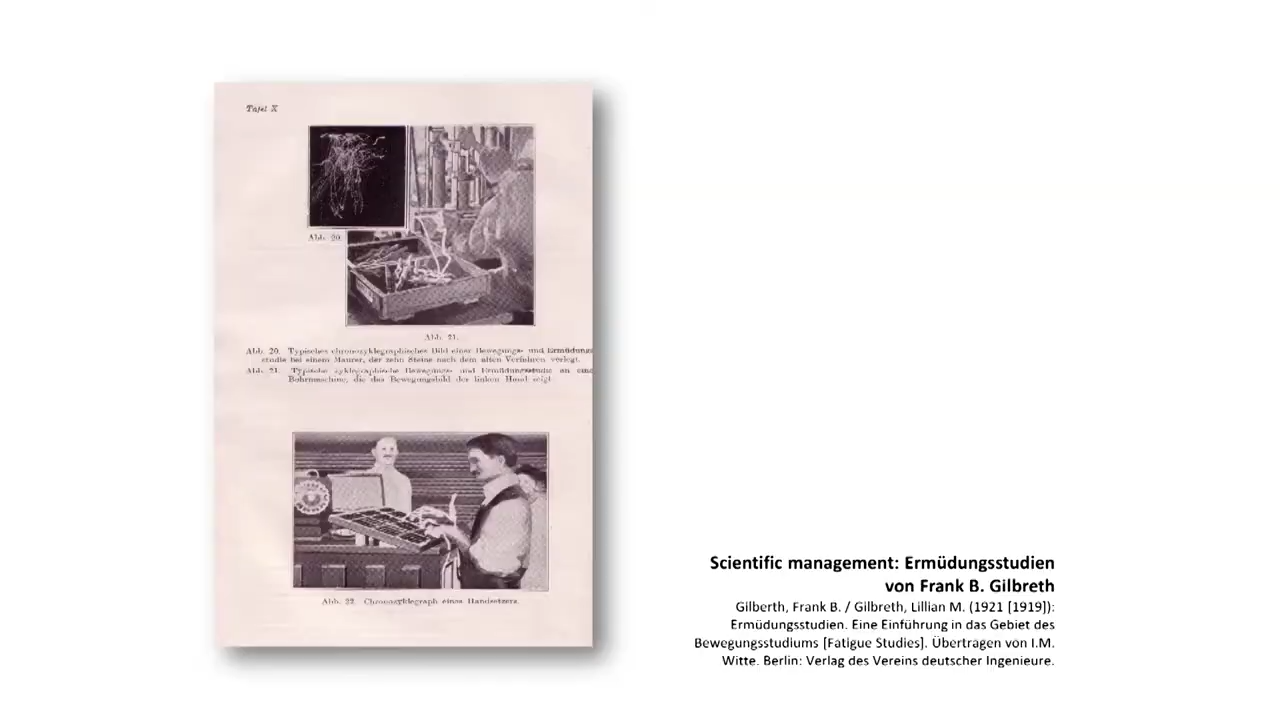 Tafel X
Abb. 20
Abb. 21.
Abb. 20. Typisches chronozyklegraphisches Bild einer Bewegungs- und Ermüdungs
studie bei einem Maurer, der zehn Steine nach dem alten Verfahren verlegt.
Abb. 21. Typische zyklegraphische Bewegungs- und Ermüdungsstudie an eine
Bohrmaschine, die das Bewegungsbild der linken Hand zeigt.
Abb. 22. Chronozyklegraph eines Handsetzers.
Scientific management: Ermüdungsstudien
von Frank B. Gilbreth
Gilberth, Frank B. / Gilbreth, Lillian M. (1921 [1919]):
Ermüdungsstudien. Eine Einführung in das Gebiet des
Bewegungsstudiums [Fatigue Studies]. Übertragen von I.M.
Witte. Berlin: Verlag des Vereins deutscher Ingenieure.